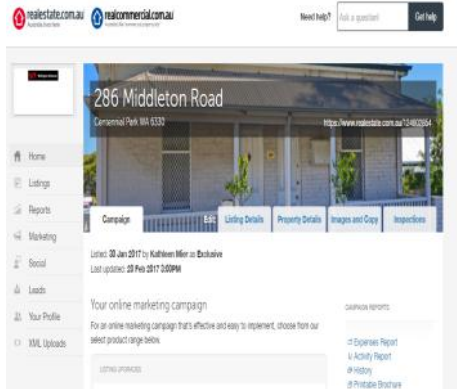 realestate.com.au
realcommercial.com.au
Need help?
Ask a question
Get help
286 Middleton Road
Centennial Park WA 6330
Home
Listings
Reports
Marketing
Social
Leads
Your Profile
XML Uploads
Campaign
Edit:
Listing Details
Property Details
Images and Copy
Inspections
Listed: 30 Jan 2017 by Kathleen Mier as Exclusive
Last updated: 20 Feb 2017 3:00PM
Your online marketing campaign
For an online marketing campaign that's effective and easy to implement, choose from our
select product range below.
LISTING UPGRADES
CAMPAIGN REPORTS
Expenses Report
Activity Report
History
Printable Brochure